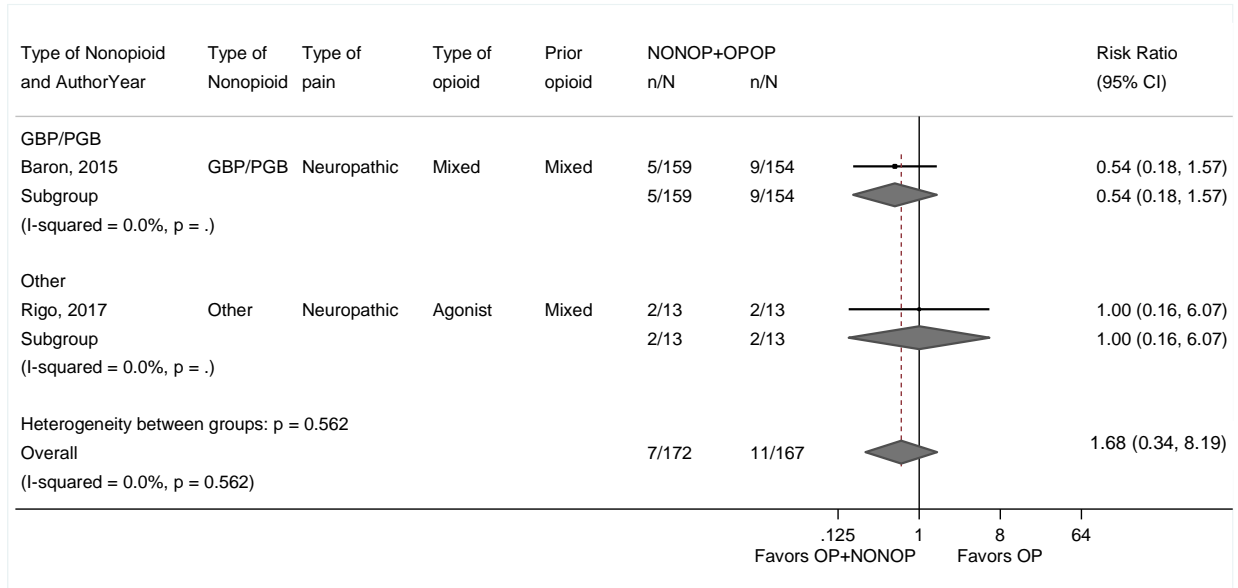 Type of Nonopioid Type of Type of Type of Prior NONOP+OPOP Risk Ratio
and AuthorYear Nonopioid pain opioid opioid n/N n/N (95% CI)
GBP/PGB
Baron, 2015 GBP/PGB Neuropathic Mixed Mixed 5/159 9/154 0.54 (0.18, 1.57)
Subgroup 5/159 9/154 0.54 (0.18, 1.57)
(I-squared = 0.0%, p = .)
Other
Rigo, 2017 Other Neuropathic Agonist Mixed 2/13 2/13 1.00 (0.16, 6.07)
Subgroup 2/13 2/13 1.00 (0.16, 6.07)
(I-squared = 0.0%, p = .)
Heterogeneity between groups: p = 0.562
Overall 7/172 11/167 1.68 (0.34, 8.19)
(I-squared = 0.0%, p = 0.562)
.125 1 8 64
Favors OP+NONOP Favors OP